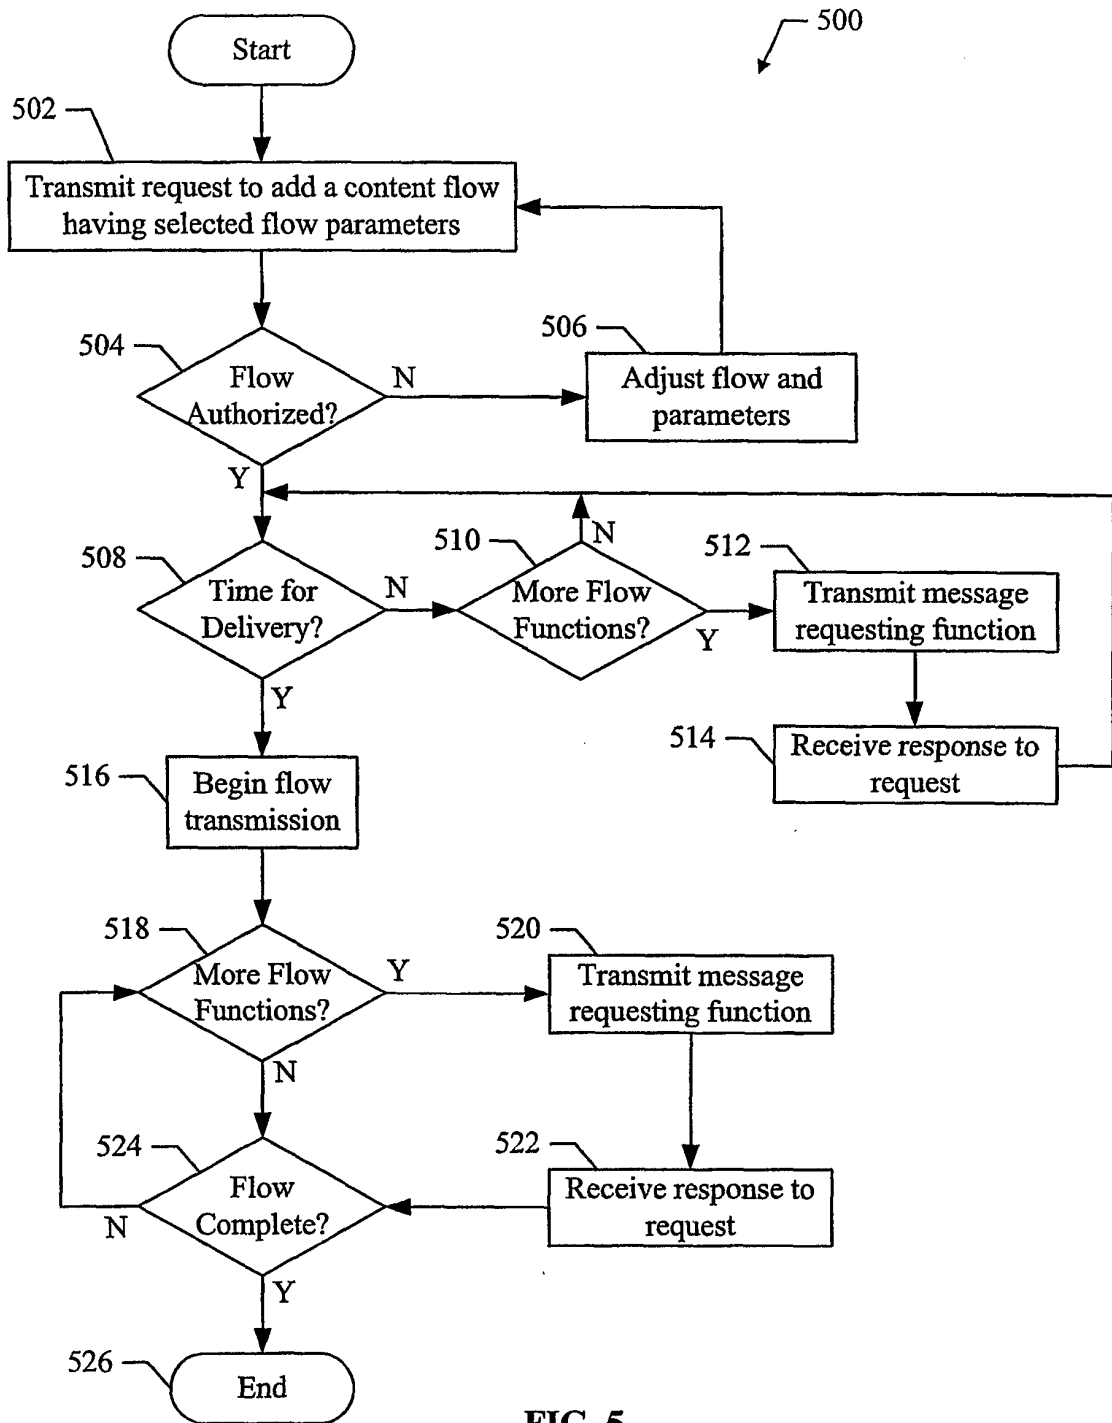 500
Start
502
Transmit request to add a content flow
having selected flow parameters
504
Flow
Authorized?
N
Y
506
Adjust flow and
parameters
508
Time for
Delivery?
N
Y
510
More Flow
Functions?
N
Y
512
Transmit message
requesting function
514
Receive response to
request
516
Begin flow
transmission
518
More Flow
Functions?
Y
N
520
Transmit message
requesting function
522
Receive response to
request
524
Flow
Complete?
N
Y
526
End
FIG. 5